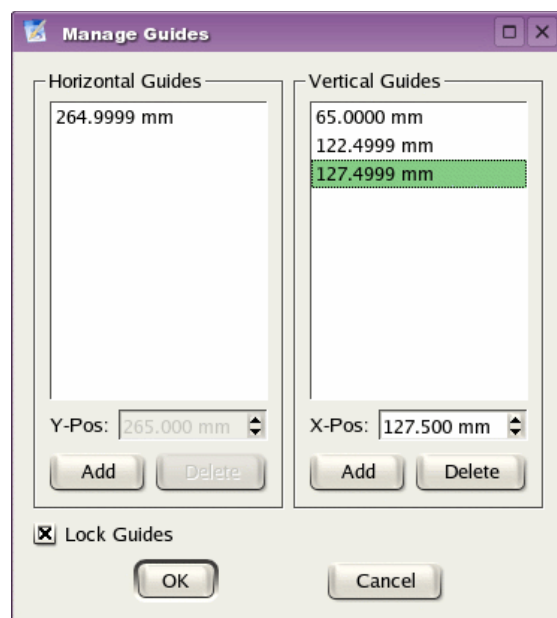 Manage Guides
Horizontal Guides
264.9999 mm
Y-Pos: 265.000 mm
Add
Delete
Vertical Guides
65.0000 mm
122.4999 mm
127.4999 mm
X-Pos: 127.500 mm
Add
Delete
Lock Guides
OK
Cancel